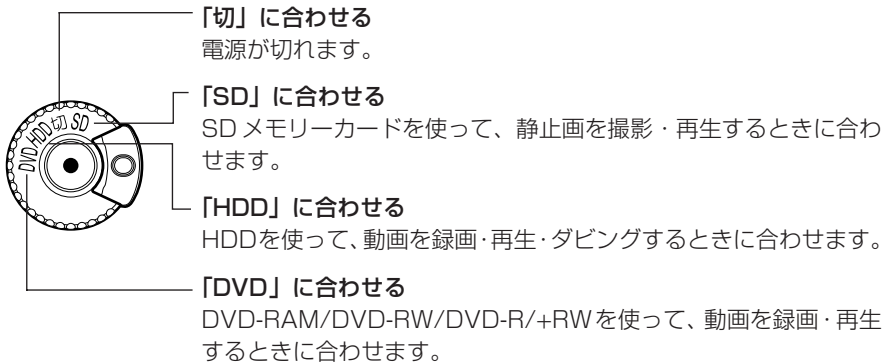 「切」に合わせる
電源が切れます。
「SD」に合わせる
SDメモリーカードを使って、静止画を撮影・再生するときに合わ
せます。
「HDD」に合わせる
HDDを使って、動画を録画・再生・ダビングするときに合わせます。
「DVD」に合わせる
DVD-RAM/DVD-RW/DVD-R/+RWを使って、動画を録画・再生
するときに合わせます。
DVD HDD 切 SD